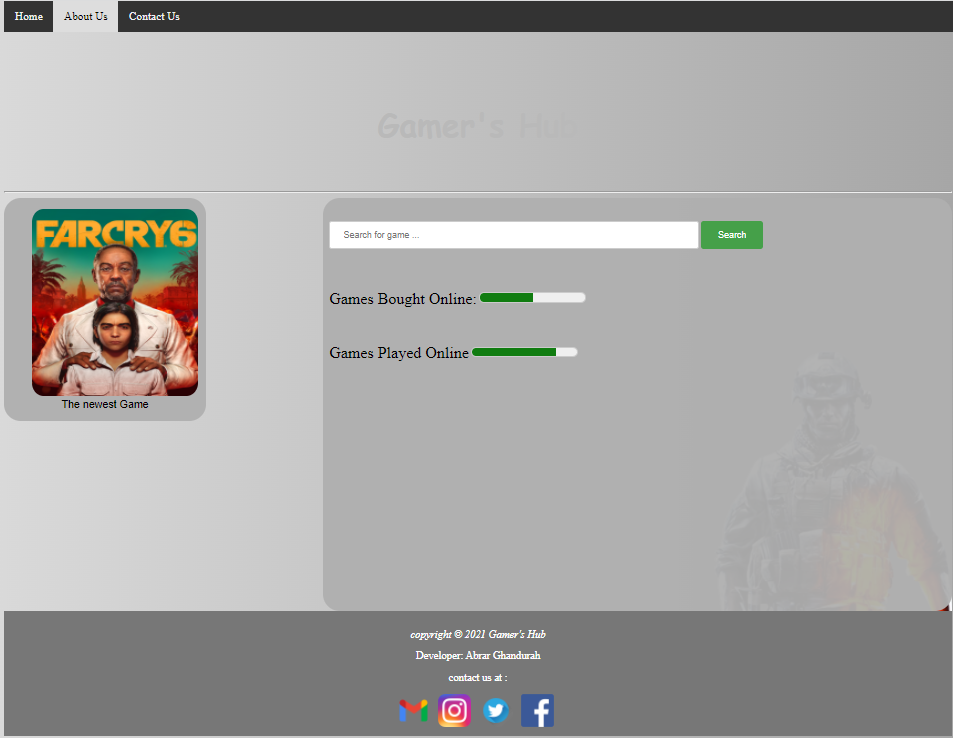 Home About Us Contact Us
Gamer's Hub
FARCRY6
The newest Game
Search for game ... Search
Games Bought Online:
Games Played Online
copyright © 2021 Gamer's Hub
Developer: Abrar Ghandurah
contact us at :